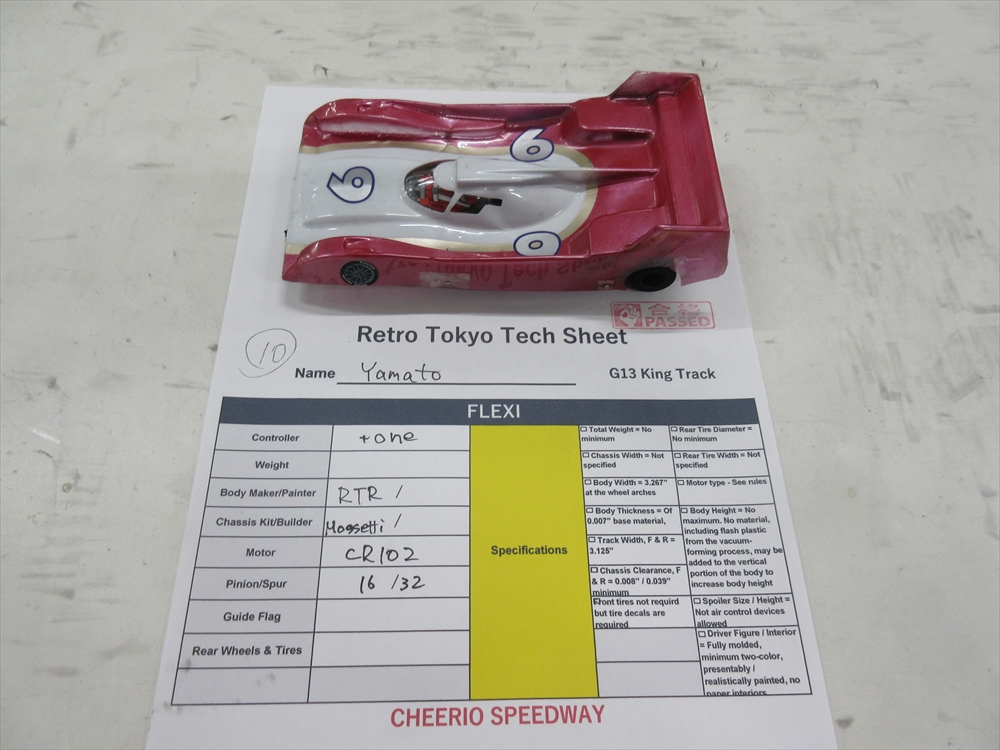 6
6
6
合格
PASSED
Retro Tokyo Tech Sheet
10
Name Yamato G13 King Track
FLEXI
Controller +one
Weight
Body Maker/Painter RTR /
Chassis Kit/Builder Mossetti /
Motor CR102
Pinion/Spur 16 /32
Guide Flag
Rear Wheels & Tires
Specifications
Total Weight = No
minimum
Chassis Width = Not
specified
Body Width = 3.267"
at the wheel arches
Body Thickness = Of
0.007" base material,
Track Width, F & R =
3.125"
Chassis Clearance, F
& R = 0.008" / 0.039"
minimum
Front tires not requird
but tire decals are
required
Rear Tire Diameter =
No minimum
Rear Tire Width = Not
specified
Motor type - See rules
Body Height = No
maximum. No material,
including flash plastic
from the vacuum-
forming process, may be
added to the vertical
portion of the body to
increase body height
Spoiler Size / Height =
Not air control devices
allowed
Driver Figure / Interior
= Fully molded,
minimum two-color,
presentably /
realistically painted, no
paper interiors
CHEERIO SPEEDWAY